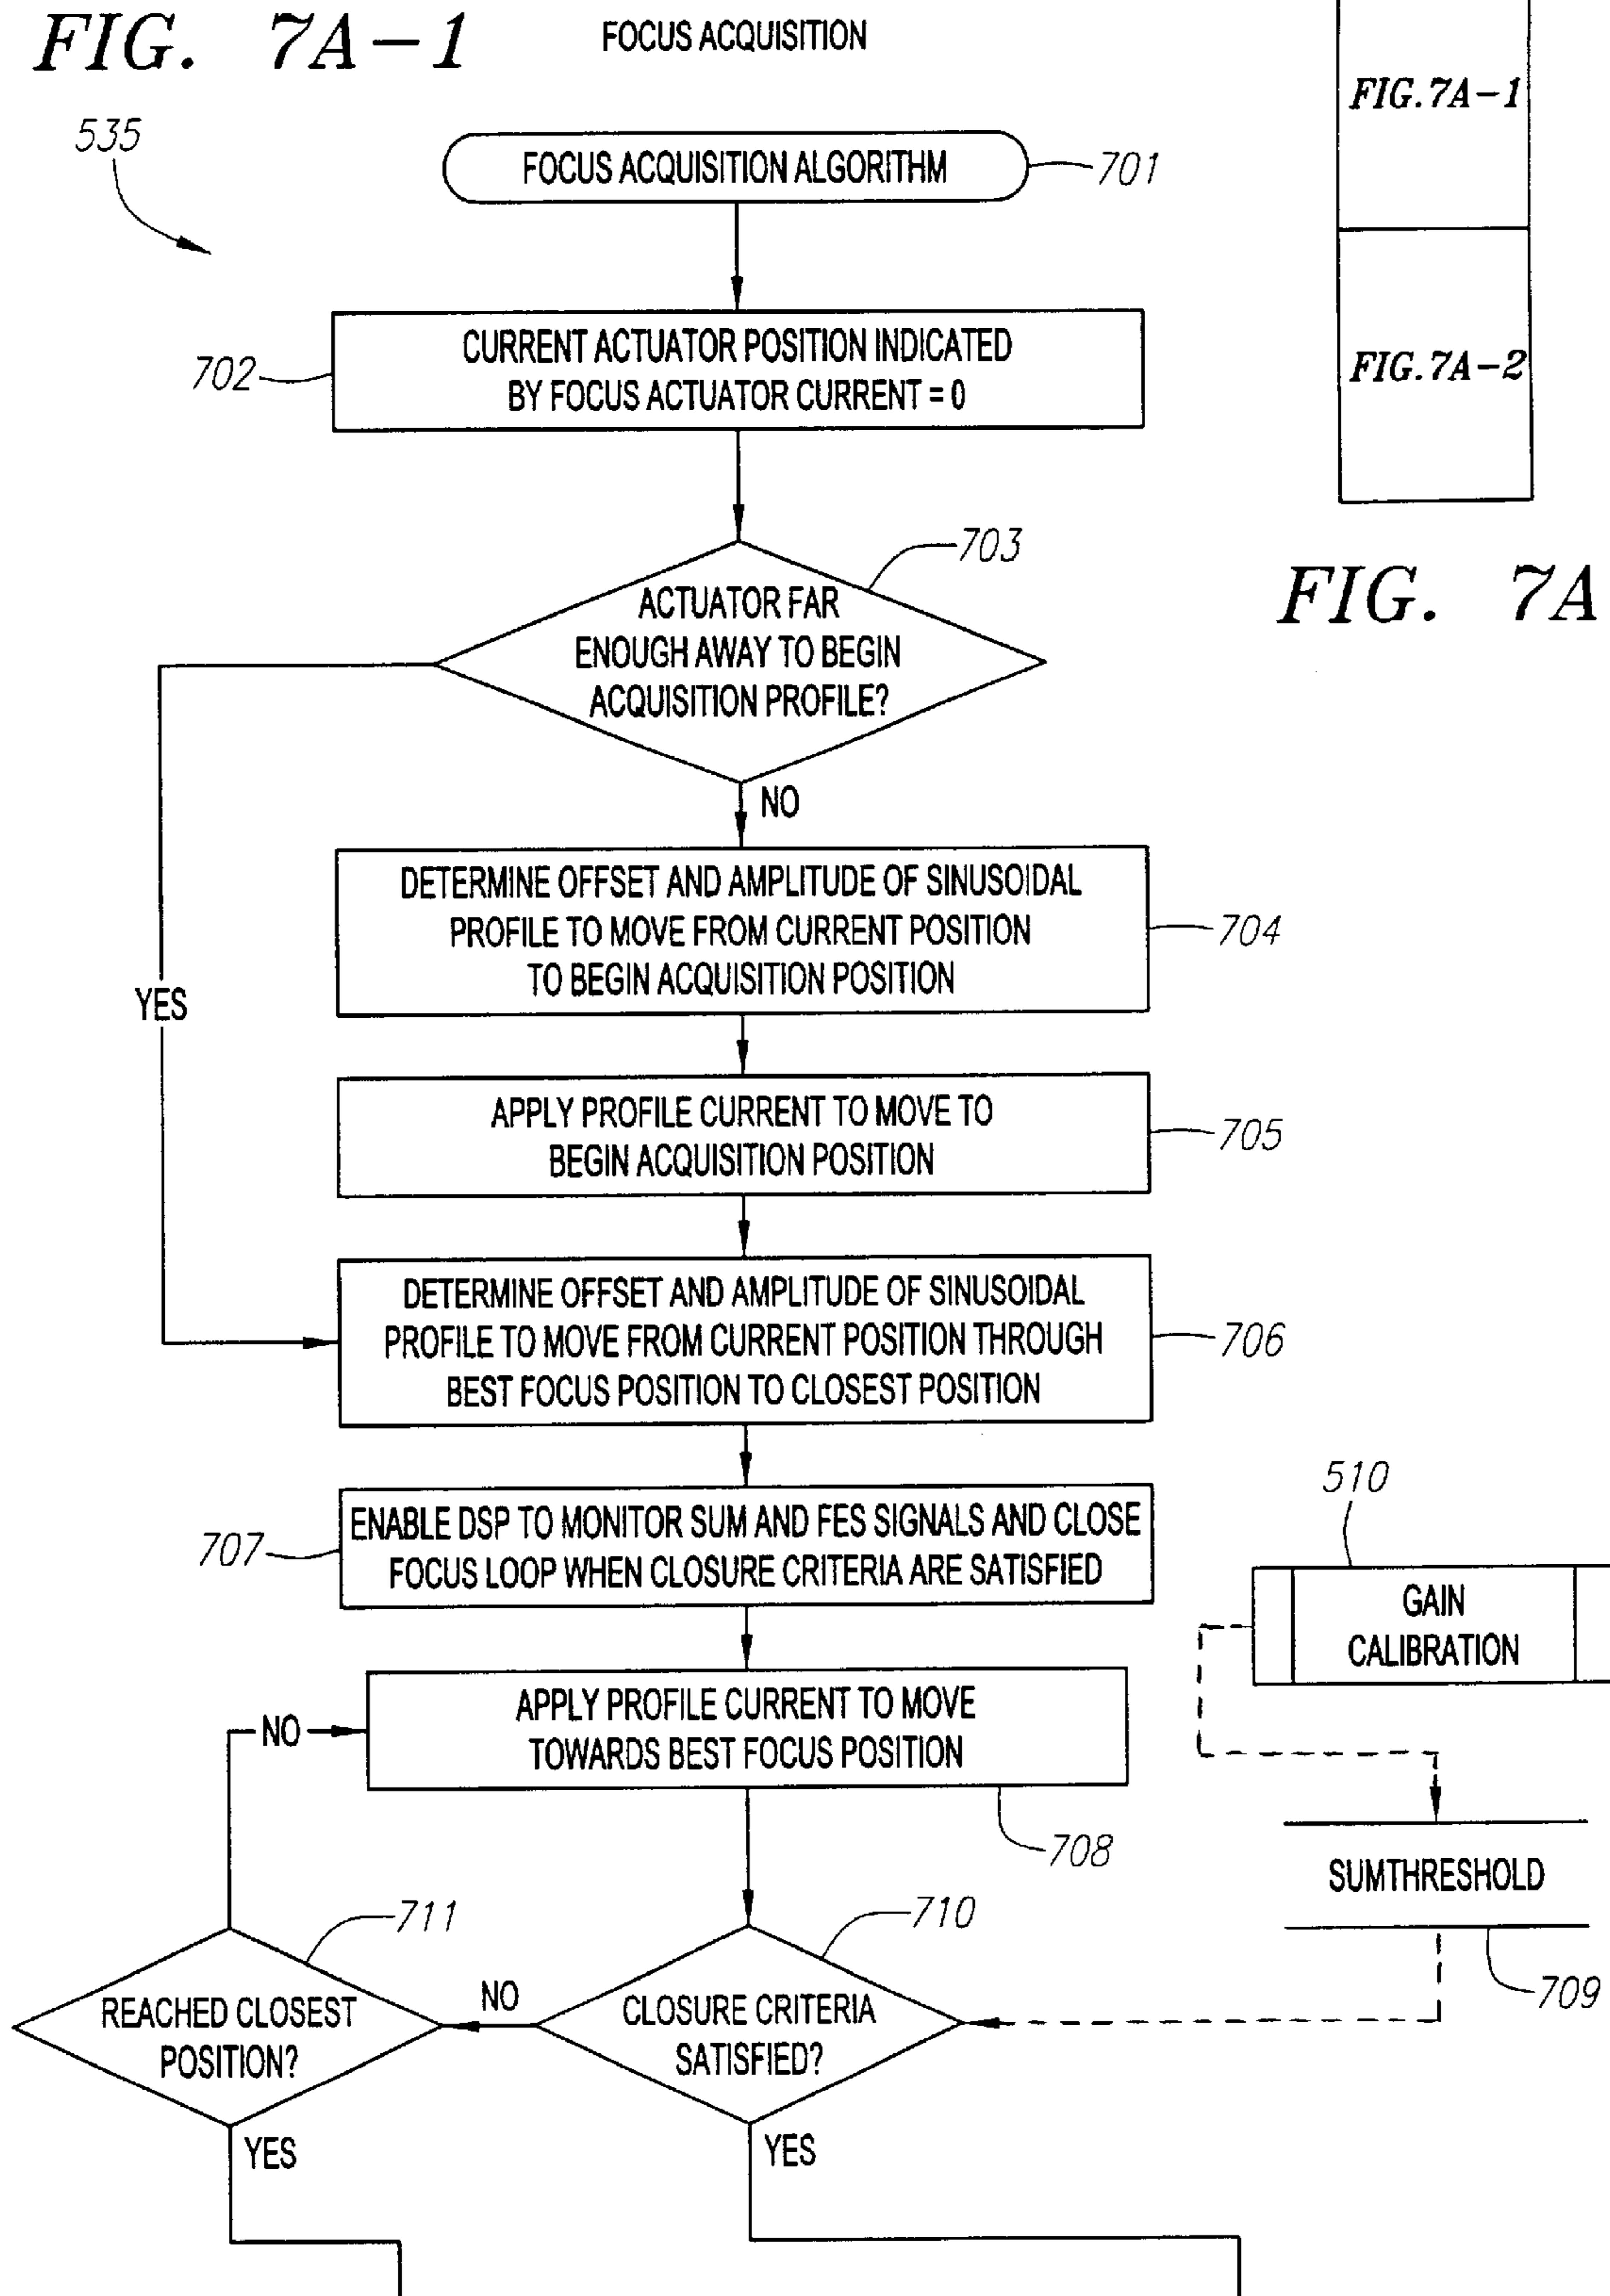 FIG. 7A-1
FOCUS ACQUISITION
FIG. 7A-1
FIG. 7A-2
FIG. 7A
535
FOCUS ACQUISITION ALGORITHM
701
CURRENT ACTUATOR POSITION INDICATED
BY FOCUS ACTUATOR CURRENT = 0
702
703
ACTUATOR FAR
ENOUGH AWAY TO BEGIN
ACQUISITION PROFILE?
NO
YES
DETERMINE OFFSET AND AMPLITUDE OF SINUSOIDAL
PROFILE TO MOVE FROM CURRENT POSITION
TO BEGIN ACQUISITION POSITION
704
APPLY PROFILE CURRENT TO MOVE TO
BEGIN ACQUISITION POSITION
705
DETERMINE OFFSET AND AMPLITUDE OF SINUSOIDAL
PROFILE TO MOVE FROM CURRENT POSITION THROUGH
BEST FOCUS POSITION TO CLOSEST POSITION
706
ENABLE DSP TO MONITOR SUM AND FES SIGNALS AND CLOSE
FOCUS LOOP WHEN CLOSURE CRITERIA ARE SATISFIED
707
510
GAIN
CALIBRATION
NO
APPLY PROFILE CURRENT TO MOVE
TOWARDS BEST FOCUS POSITION
708
SUMTHRESHOLD
709
711
710
REACHED CLOSEST
POSITION?
NO
CLOSURE CRITERIA
SATISFIED?
YES
YES